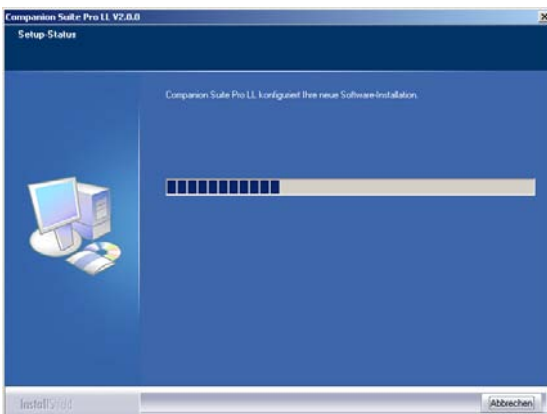 Companion Suite Pro LL V2.0.0
Setup-Status
Companion Suite Pro LL konfiguriert Ihre neue Software-Installation.
InstallShield
Abbrechen